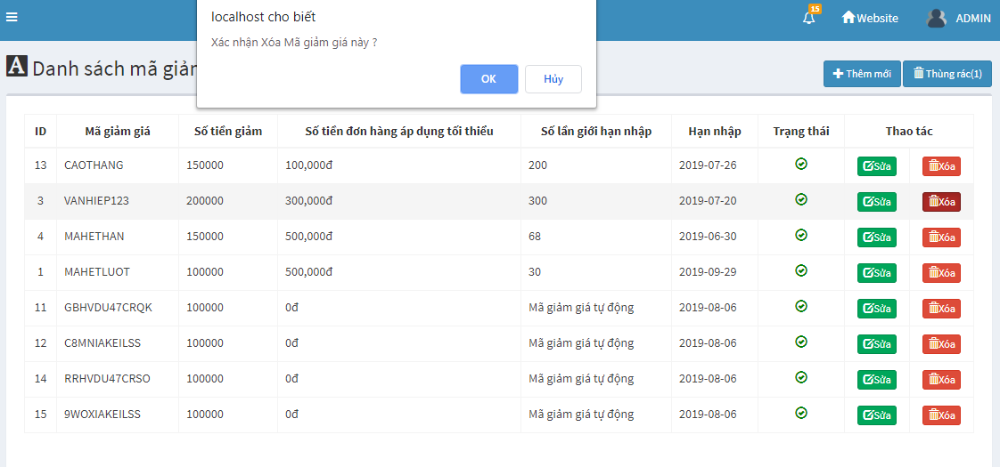 localhost cho biết
15
Website
ADMIN
Xác nhận Xóa Mã giảm giá này ?
OK
Hủy
A Danh sách mã giản
Thêm mới
Thùng rác(1)
ID Mã giảm giá Số tiền giảm Số tiền đơn hàng áp dụng tối thiểu Số lần giới hạn nhập Hạn nhập Trạng thái Thao tác
13 CAOTHANG 150000 100,000đ 200 2019-07-26 Sửa Xóa
3 VANHIEP123 200000 300,000đ 300 2019-07-20 Sửa Xóa
4 MAHETHAN 150000 500,000đ 68 2019-06-30 Sửa Xóa
1 MAHETLUOT 100000 500,000đ 30 2019-09-29 Sửa Xóa
11 GBHVDU47CRQK 100000 0đ Mã giảm giá tự động 2019-08-06 Sửa Xóa
12 C8MNIAKEILSS 100000 0đ Mã giảm giá tự động 2019-08-06 Sửa Xóa
14 RRHVDU47CRSO 100000 0đ Mã giảm giá tự động 2019-08-06 Sửa Xóa
15 9WOXIAKEILSS 100000 0đ Mã giảm giá tự động 2019-08-06 Sửa Xóa